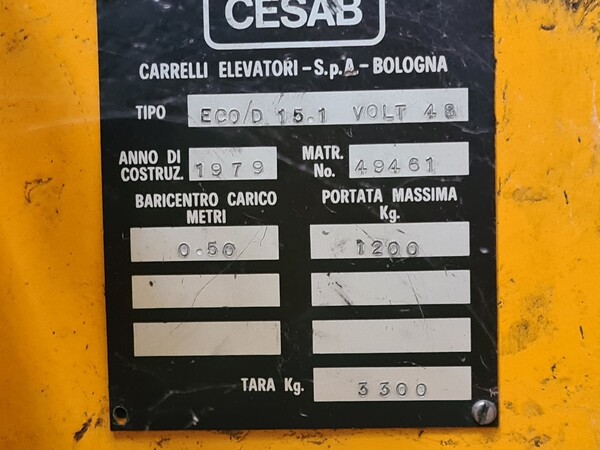 CESAB
CARRELLI ELEVATORI - S.p.A - BOLOGNA
TIPO ECO/D 15.1 VOLT 48
ANNO DI COSTRUZ. 1979 MATR. No. 49461
BARICENTRO CARICO METRI PORTATA MASSIMA Kg.
0.50 1200
TARA Kg. 3300